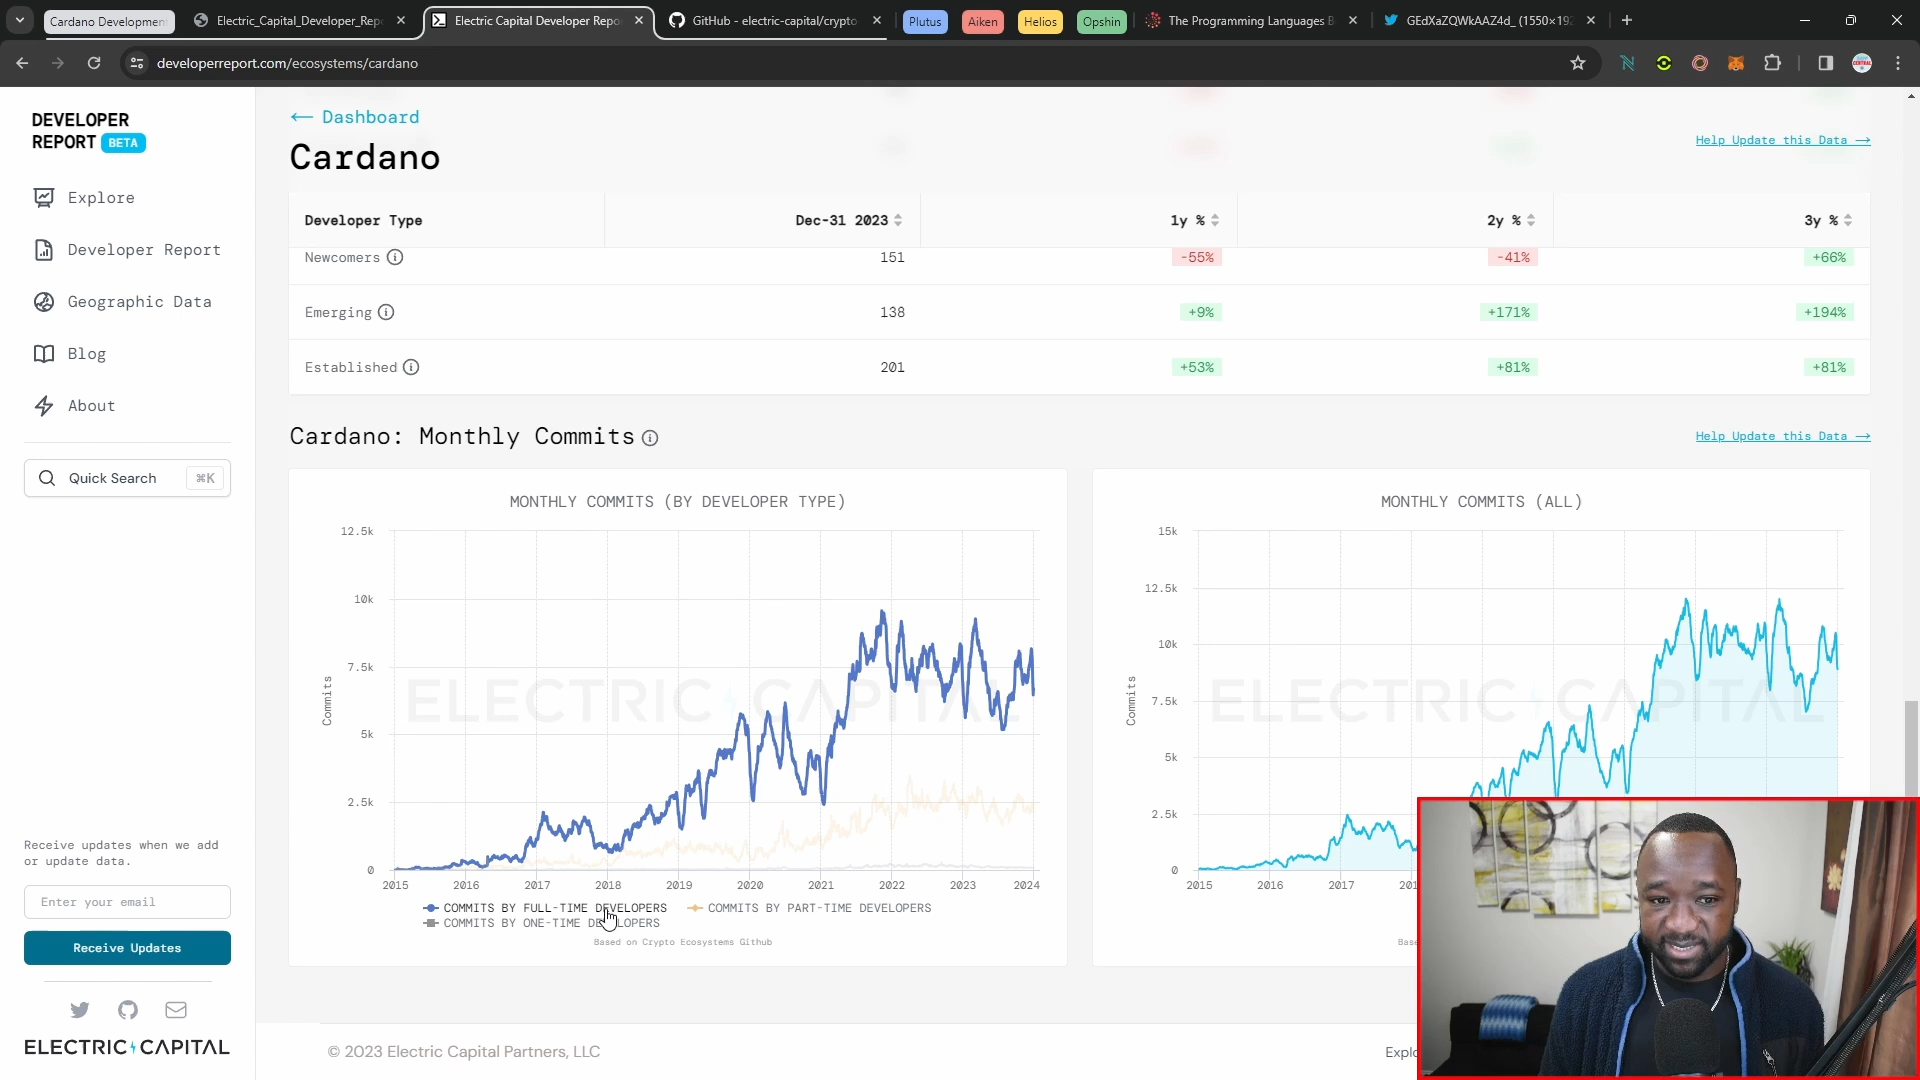 Cardano Developmen
Electric_Capital_Developer_Rep
Electric Capital Developer Repo
GitHub - electric-capital/crypto
Plutus
Aiken
Helios
Opshin
The Programming Languages B
GEdXaZQWkAAZ4d_ (1550×192
developerreport.com/ecosystems/cardano
DEVELOPER
REPORT BETA
Explore
Developer Report
Geographic Data
Blog
About
Quick Search ⌘K
Receive updates when we add
or update data.
Enter your email
Receive Updates
ELECTRIC CAPITAL
← Dashboard
Cardano
Help Update this Data →
Developer Type Dec-31 2023 1y % 2y % 3y %
Newcomers 151 -55% -41% +66%
Emerging 138 +9% +171% +194%
Established 201 +53% +81% +81%
Cardano: Monthly Commits
Help Update this Data →
MONTHLY COMMITS (BY DEVELOPER TYPE)
12.5k
10k
7.5k
5k
2.5k
0
Commits
ELECTRIC CAPITAL
2015 2016 2017 2018 2019 2020 2021 2022 2023 2024
COMMITS BY FULL-TIME DEVELOPERS COMMITS BY PART-TIME DEVELOPERS
COMMITS BY ONE-TIME DEVELOPERS
Based on Crypto Ecosystems Github
MONTHLY COMMITS (ALL)
15k
12.5k
10k
7.5k
5k
2.5k
0
Commits
ELECTRIC CAPITAL
2015 2016 2017
© 2023 Electric Capital Partners, LLC
Explo